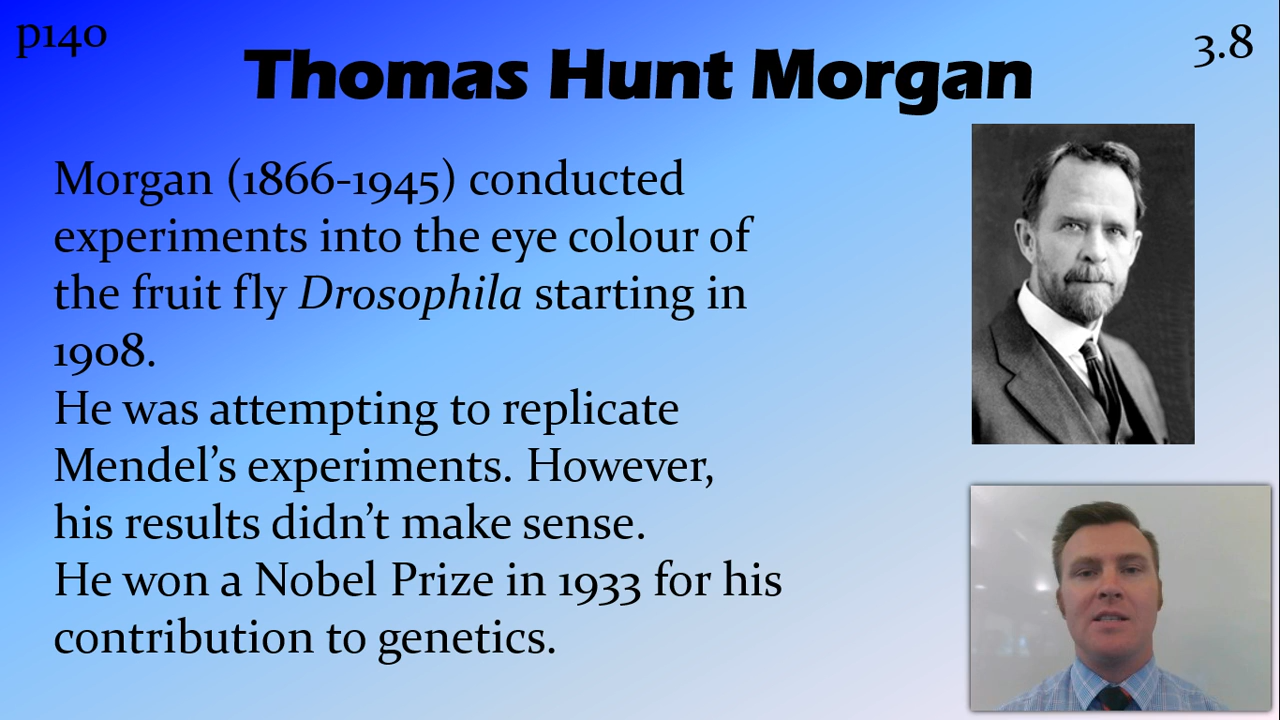 p140
3.8
Thomas Hunt Morgan
Morgan (1866-1945) conducted
experiments into the eye colour of
the fruit fly Drosophila starting in
1908.
He was attempting to replicate
Mendel’s experiments. However,
his results didn’t make sense.
He won a Nobel Prize in 1933 for his
contribution to genetics.